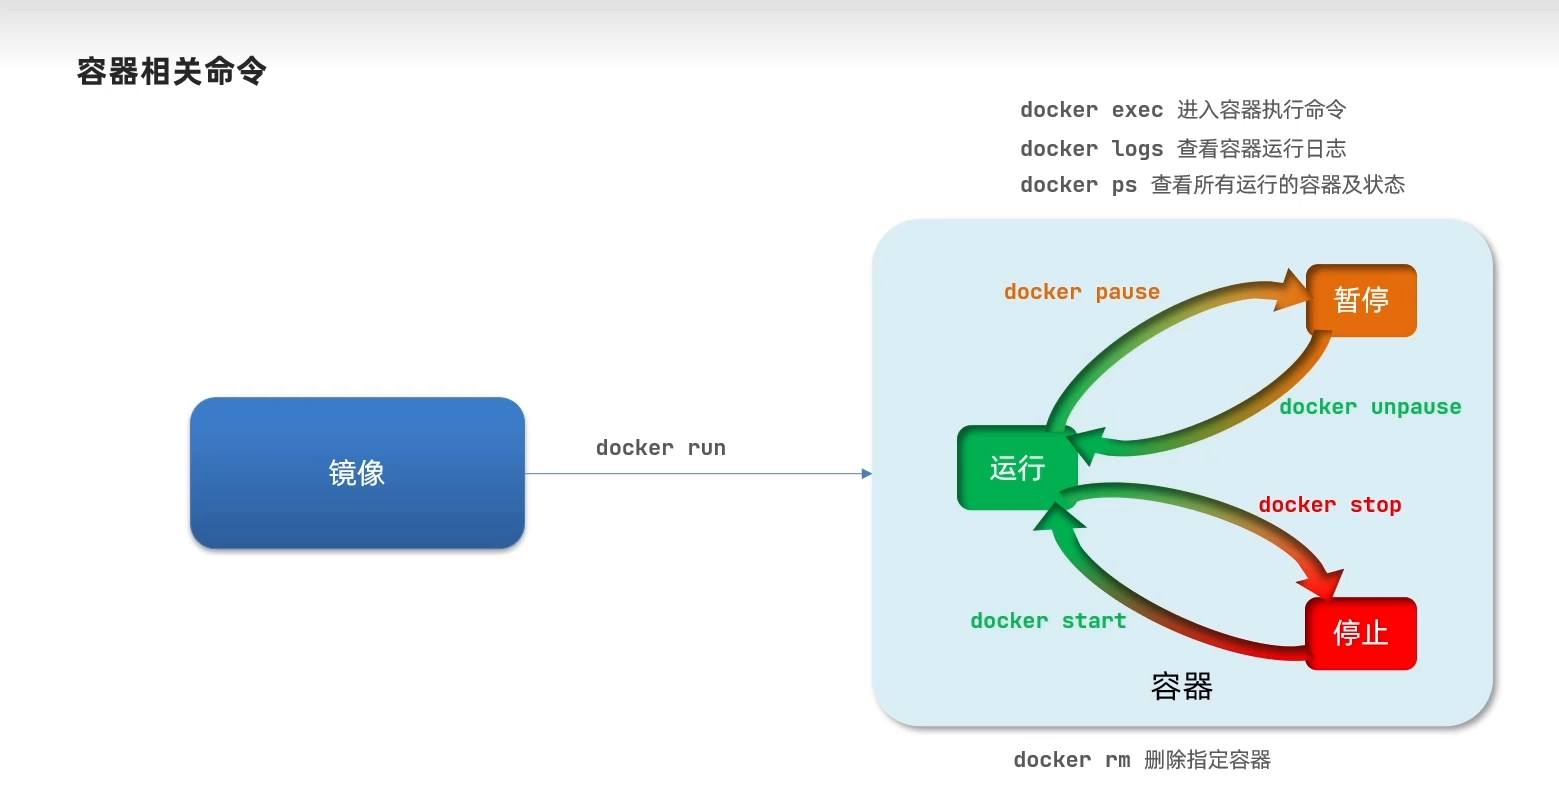 容器相关命令
docker exec 进入容器执行命令
docker logs 查看容器运行日志
docker ps 查看所有运行的容器及状态
docker pause
暂停
docker unpause
镜像
docker run
运行
docker stop
docker start
停止
容器
docker rm 删除指定容器